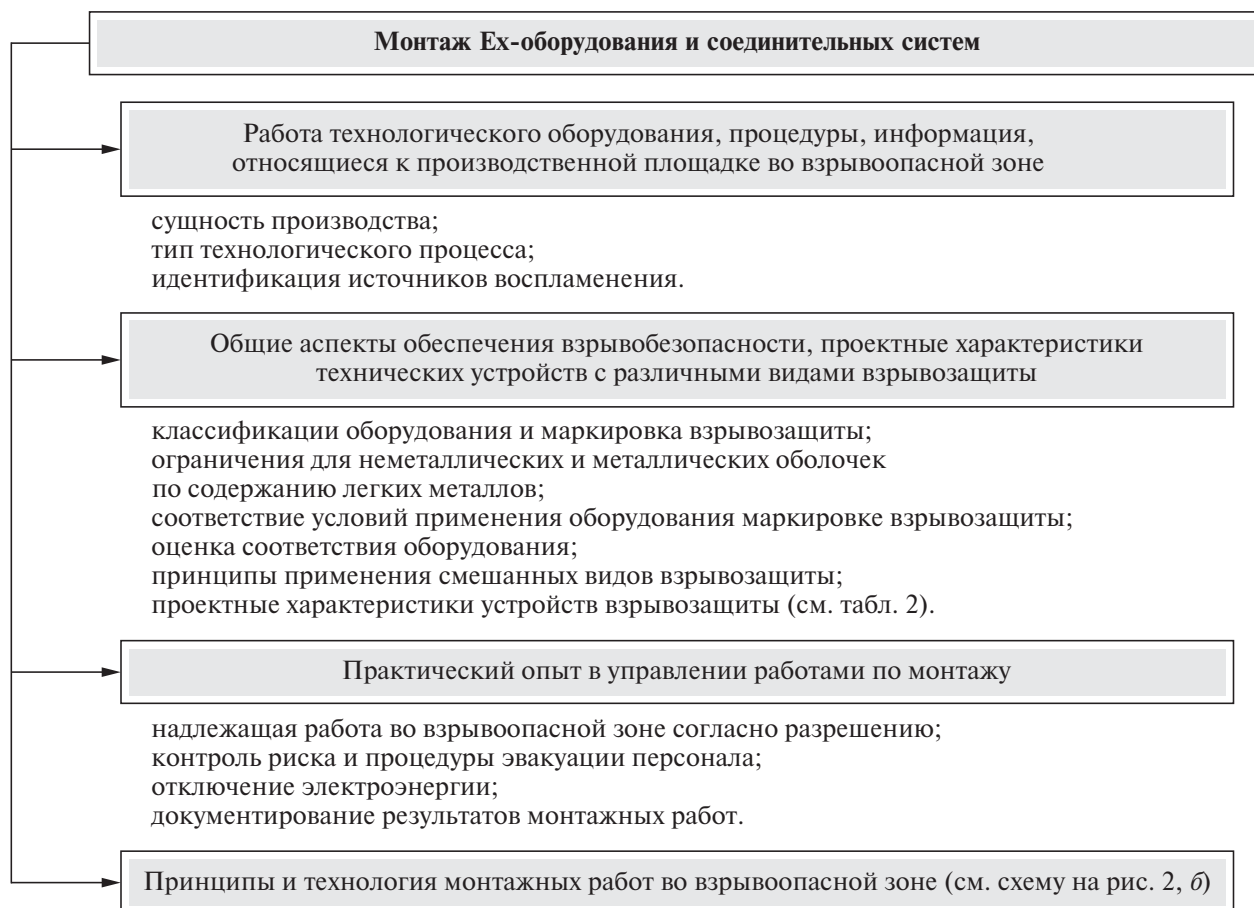 Монтаж Ex-оборудования и соединительных систем
Работа технологического оборудования, процедуры, информация,
относящиеся к производственной площадке во взрывоопасной зоне
сущность производства;
тип технологического процесса;
идентификация источников воспламенения.
Общие аспекты обеспечения взрывобезопасности, проектные характеристики
технических устройств с различными видами взрывозащиты
классификации оборудования и маркировка взрывозащиты;
ограничения для неметаллических и металлических оболочек
по содержанию легких металлов;
соответствие условий применения оборудования маркировке взрывозащиты;
оценка соответствия оборудования;
принципы применения смешанных видов взрывозащиты;
проектные характеристики устройств взрывозащиты (см. табл. 2).
Практический опыт в управлении работами по монтажу
надлежащая работа во взрывоопасной зоне согласно разрешению;
контроль риска и процедуры эвакуации персонала;
отключение электроэнергии;
документирование результатов монтажных работ.
Принципы и технология монтажных работ во взрывоопасной зоне (см. схему на рис. 2, б)